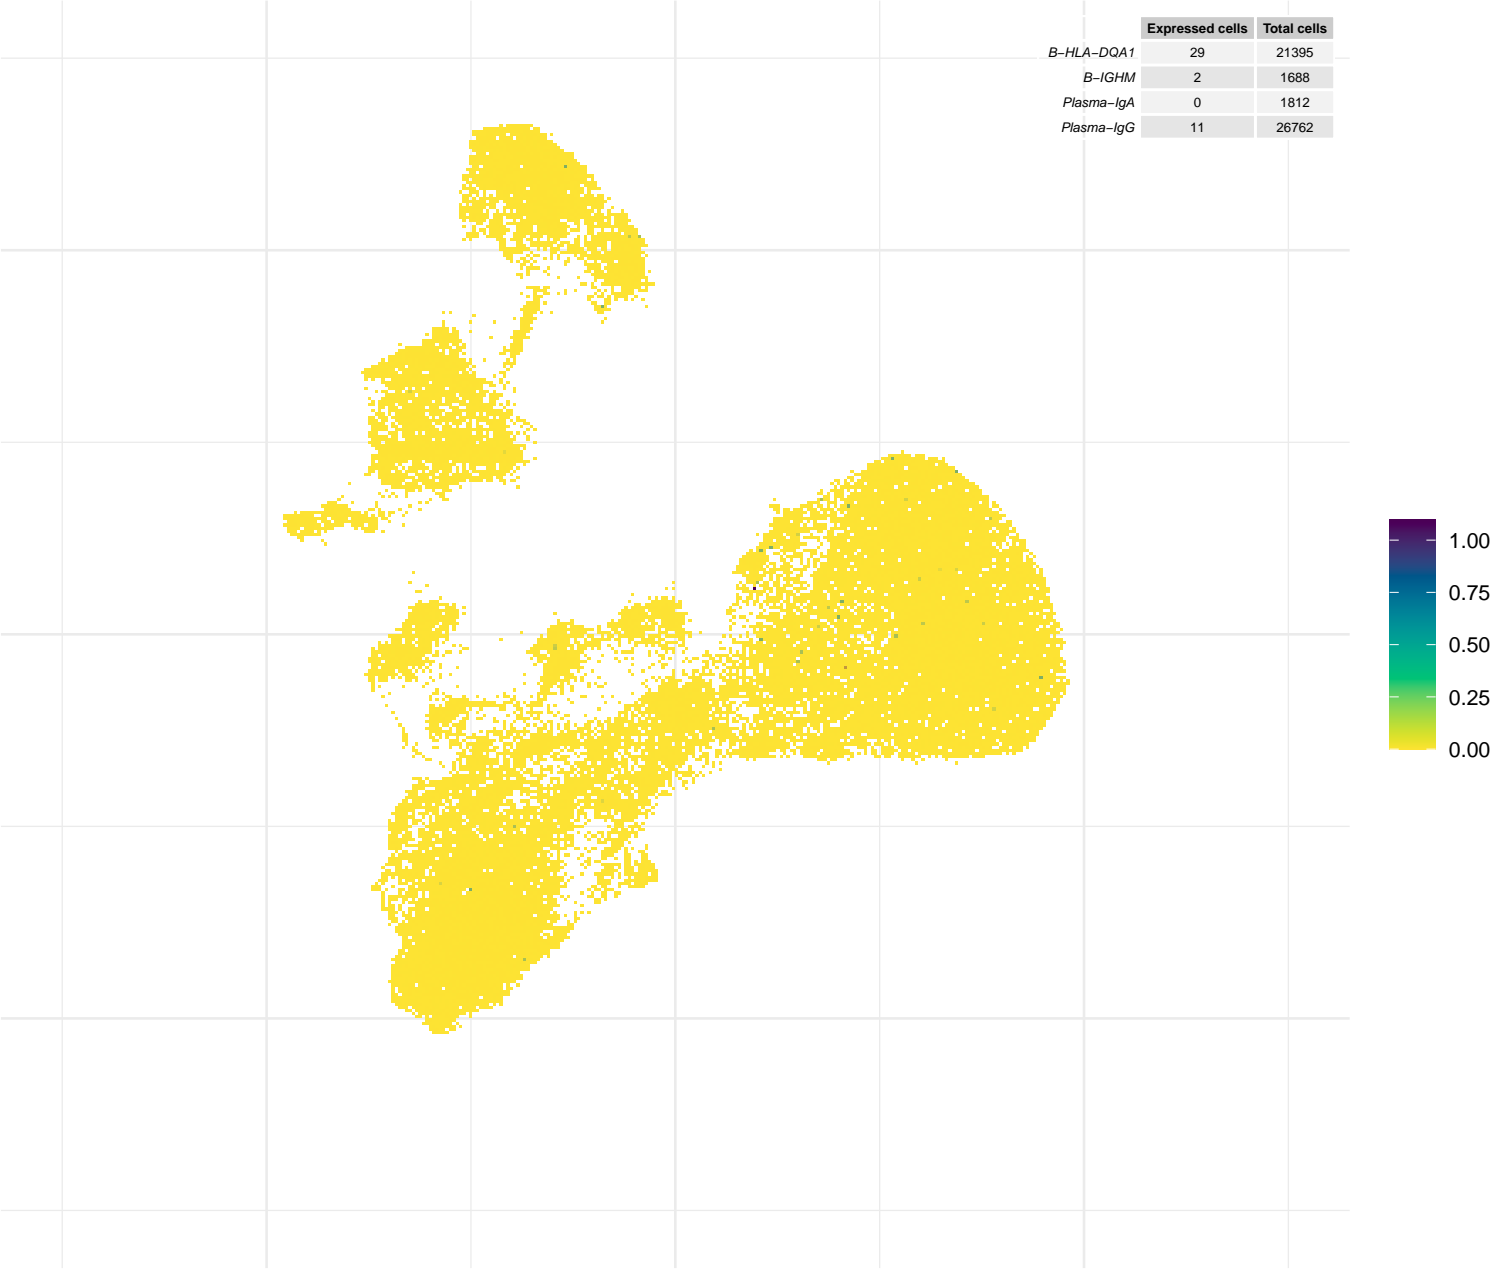 Expressed cells Total cells
B−HLA−DQA1 29 21395
B−IGHM 2 1688
Plasma−IgA 0 1812
Plasma−IgG 11 26762
1.00
0.75
0.50
0.25
0.00